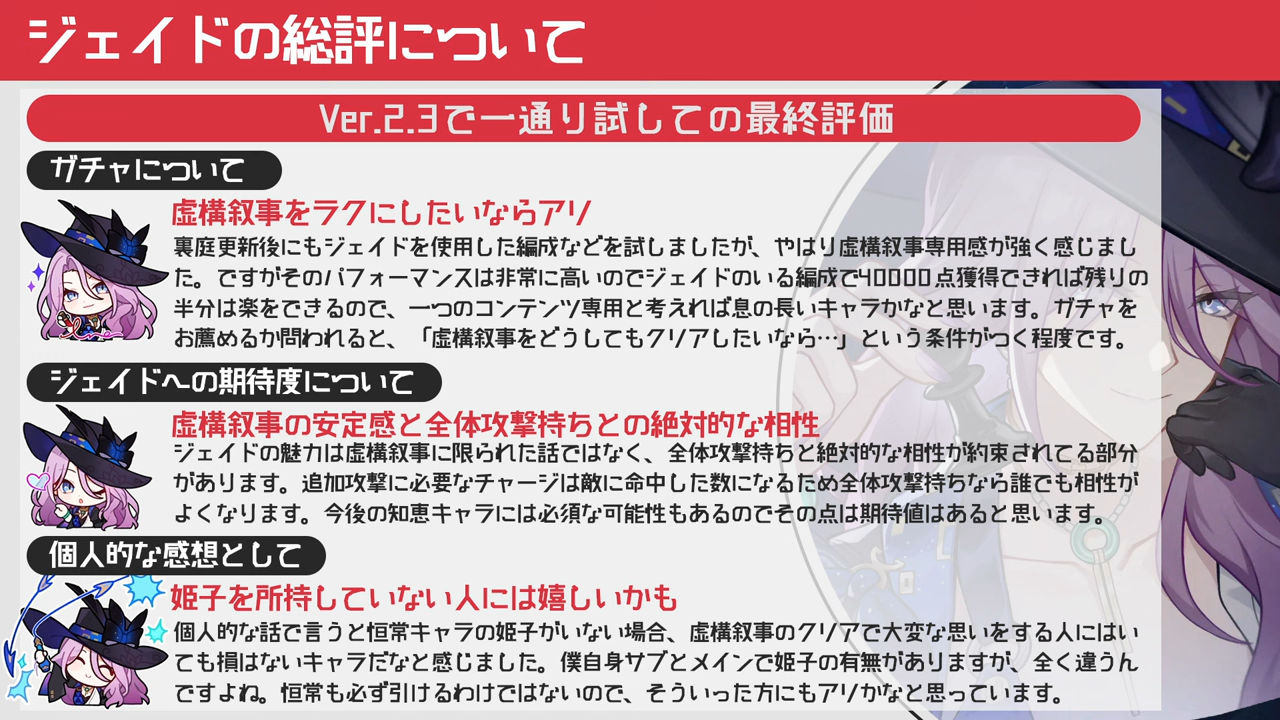 ジェイドの総評について
Ver.2.3で一通り試しての最終評価
ガチャについて
虚構叙事をラクにしたいならアリ
裏庭更新後にもジェイドを使用した編成などを試しましたが、やはり虚構叙事専用感が強く感じまし
た。ですがそのパフォーマンスは非常に高いのでジェイドのいる編成で40000点獲得できれば残りの
半分は楽をできるので、一つのコンテンツ専用と考えれば息の長いキャラかなと思います。ガチャを
お薦めるか問われると、「虚構叙事をどうしてもクリアしたいなら…」という条件がつく程度です。
ジェイドへの期待度について
虚構叙事の安定感と全体攻撃持ちとの絶対的な相性
ジェイドの魅力は虚構叙事に限られた話ではなく、全体攻撃持ちと絶対的な相性が約束されてる部分
があります。追加攻撃に必要なチャージは敵に命中した数になるため全体攻撃持ちなら誰でも相性が
よくなります。今後の知恵キャラには必須な可能性もあるのでその点は期待値はあると思います。
個人的な感想として
姫子を所持していない人には嬉しいかも
個人的な話で言うと恒常キャラの姫子がいない場合、虚構叙事のクリアで大変な思いをする人にはい
ても損はないキャラだなと感じました。僕自身サブとメインで姫子の有無がありますが、全く違うん
ですよね。恒常も必ず引けるわけではないので、そういった方にもアリかなと思っています。